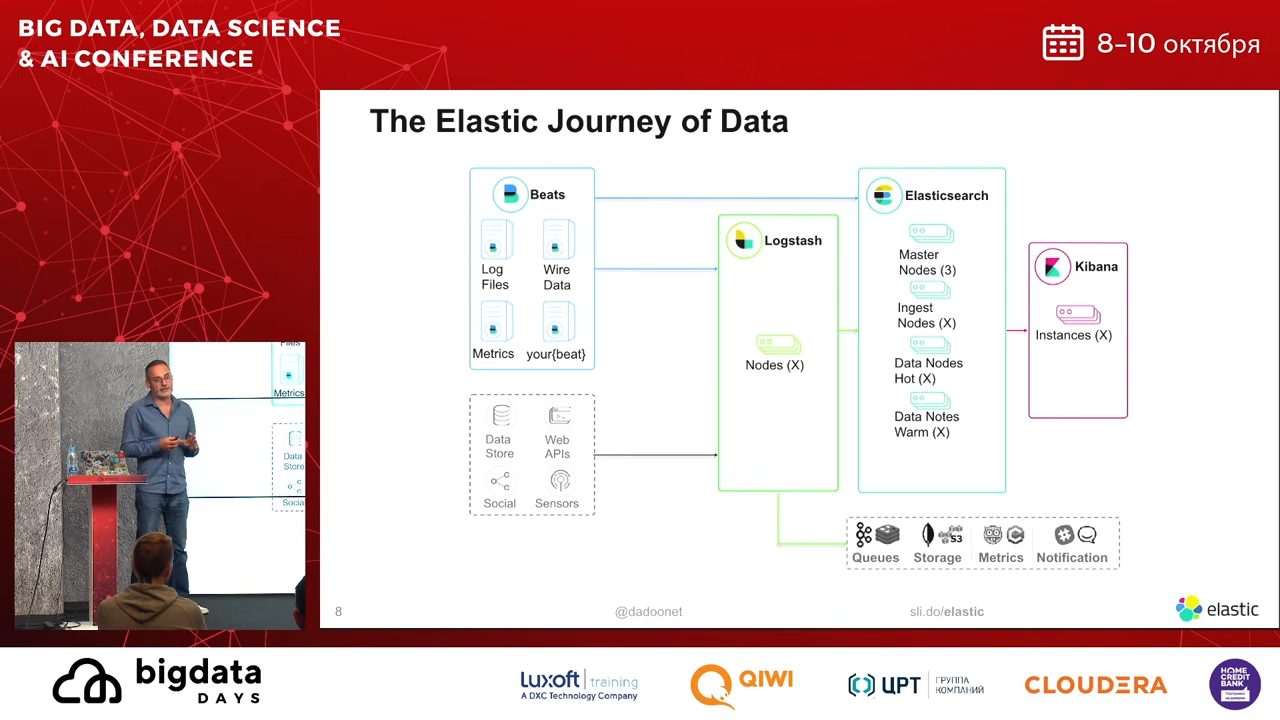 BIG DATA, DATA SCIENCE
& AI CONFERENCE
8–10 октября
The Elastic Journey of Data
Beats
Log
Files
Wire
Data
Metrics
your{beat}
Data
Store
Web
APIs
Social
Sensors
Logstash
Nodes (X)
Elasticsearch
Master
Nodes (3)
Ingest
Nodes (X)
Data Nodes
Hot (X)
Data Notes
Warm (X)
Kibana
Instances (X)
Queues
S3
Storage
Metrics
Notification
8
@dadoonet
sli.do/elastic
elastic
Files
Metrics
Data
Store
Social
bigdata
DAYS
Luxoft training
A DXC Technology Company
QIWI
ЦРТ ГРУППА
КОМПАНИЙ
CLOUDERA
HOME
CREDIT
BANK